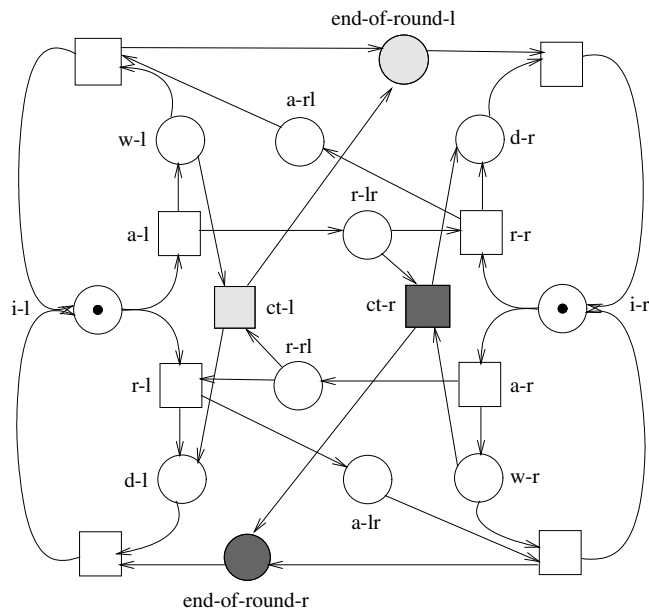 end-of-round-l
a-rl
w-l
d-r
r-lr
a-l
r-r
i-l
ct-l
ct-r
i-r
r-rl
r-l
a-r
d-l
w-r
a-lr
end-of-round-r